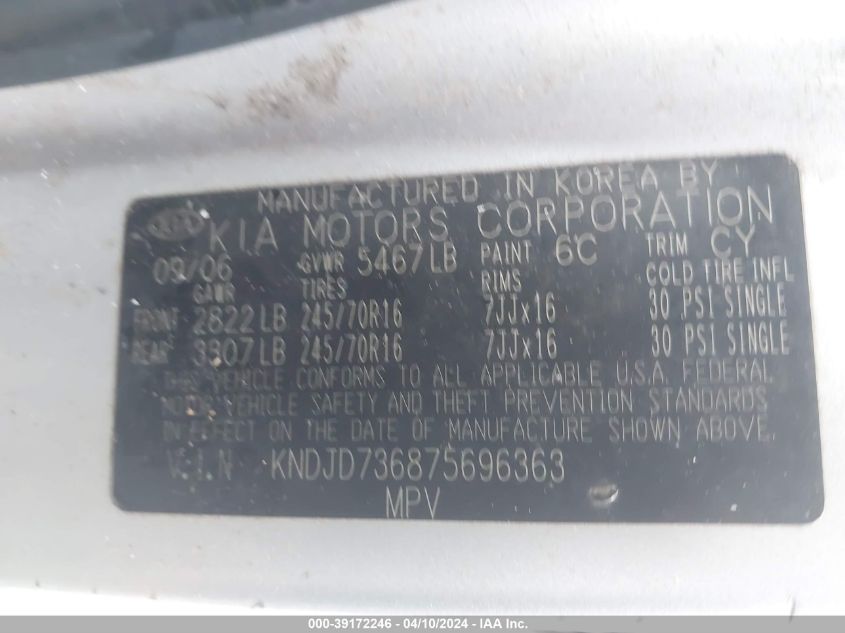 MANUFACTURED IN KOREA BY
KIA KIA MOTORS CORPORATION
09/06 GVWR 5467LB PAINT 6C TRIM CY
GAWR TIRES RIMS COLD TIRE INFL
FRONT 2822LB 245/70R16 7JJx16 30 PSI SINGLE
REAR 3307LB 245/70R16 7JJx16 30 PSI SINGLE
THIS VEHICLE CONFORMS TO ALL APPLICABLE U.S.A. FEDERAL
MOTOR VEHICLE SAFETY AND THEFT PREVENTION STANDARDS
IN EFFECT ON THE DATE OF MANUFACTURE SHOWN ABOVE.
V.I.N KNDJD736875696363
MPV
000-39172246 - 04/10/2024 - IAA Inc.